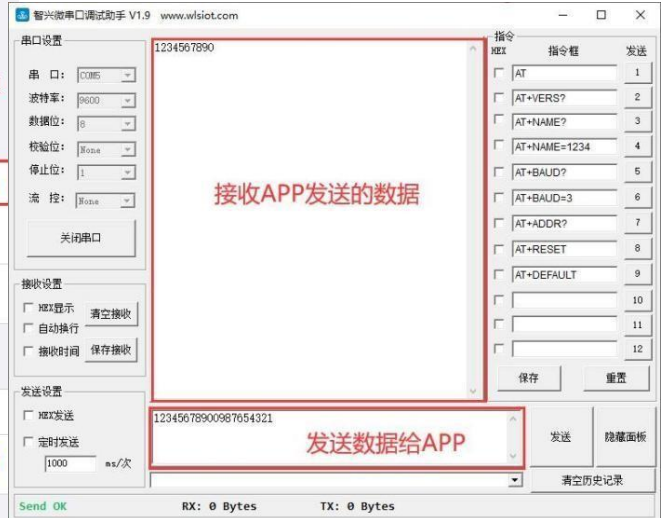 智兴微串口调试助手 V1.9 www.wlsiot.com
串口设置
串 口: COM5
波特率: 9600
数据位: 8
校验位: None
停止位: 1
流 控: None
关闭串口
接收设置
HEX显示
自动换行
接收时间
清空接收
保存接收
发送设置
HEX发送
定时发送
1000 ms/次
1234567890
接收APP发送的数据
12345678900987654321
发送数据给APP
指令
HEX 指令框 发送
AT 1
AT+VERS? 2
AT+NAME? 3
AT+NAME=1234 4
AT+BAUD? 5
AT+BAUD=3 6
AT+ADDR? 7
AT+RESET 8
AT+DEFAULT 9
10
11
12
保存 重置
发送 隐藏面板
清空历史记录
Send OK RX: 0 Bytes TX: 0 Bytes